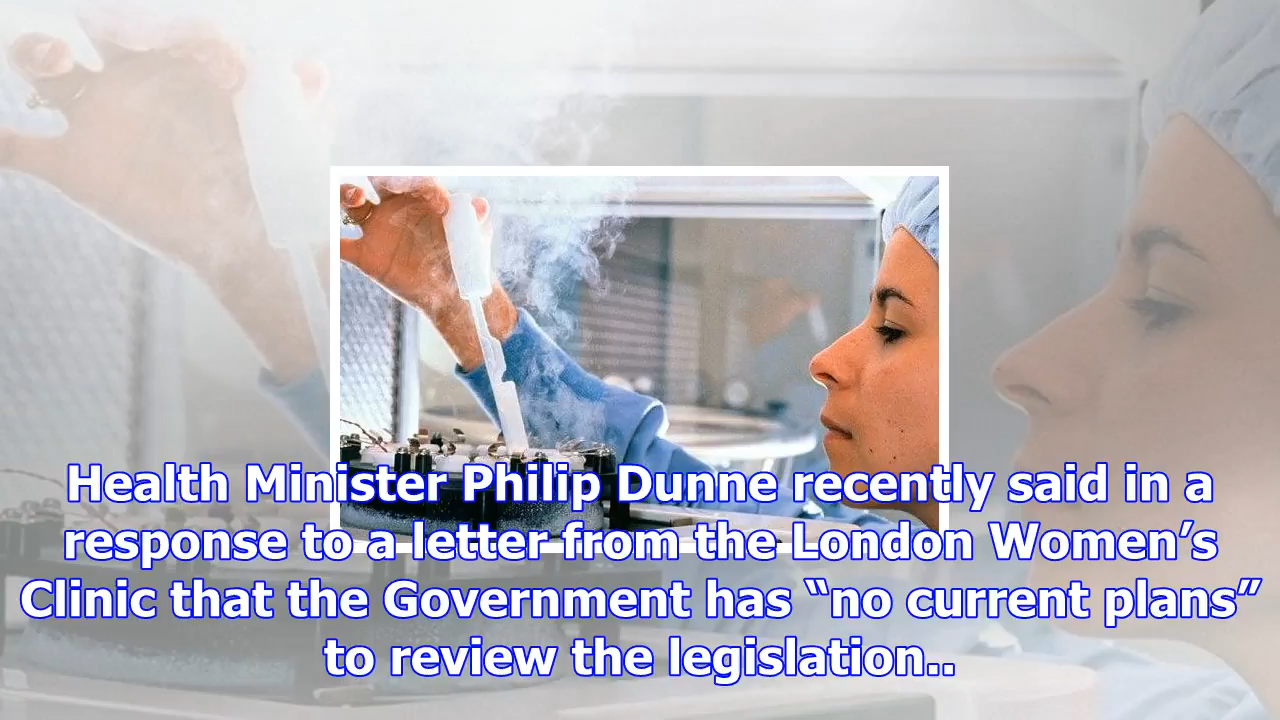 Health Minister Philip Dunne recently said in a
response to a letter from the London Women’s
Clinic that the Government has “no current plans”
to review the legislation..